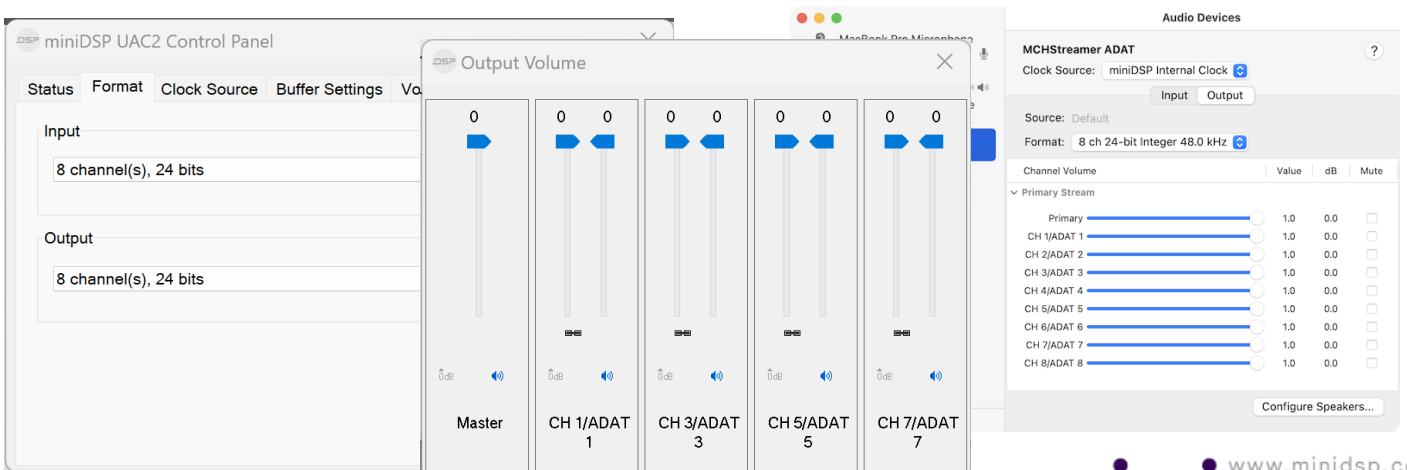 DSP miniDSP UAC2 Control Panel
Status Format Clock Source Buffer Settings
Input
8 channel(s), 24 bits
Output
8 channel(s), 24 bits
DSP Output Volume
0 0 0 0 0 0 0 0 0
0dB 0dB 0dB 0dB 0dB
Master CH 1/ADAT CH 3/ADAT CH 5/ADAT CH 7/ADAT
1 3 5 7
MacBook Pro Microphone
Audio Devices
MCHStreamer ADAT ?
Clock Source: miniDSP Internal Clock
Input Output
Source: Default
Format: 8 ch 24-bit Integer 48.0 kHz
Channel Volume Value dB Mute
Primary Stream
Primary 1.0 0.0
CH 1/ADAT 1 1.0 0.0
CH 2/ADAT 2 1.0 0.0
CH 3/ADAT 3 1.0 0.0
CH 4/ADAT 4 1.0 0.0
CH 5/ADAT 5 1.0 0.0
CH 6/ADAT 6 1.0 0.0
CH 7/ADAT 7 1.0 0.0
CH 8/ADAT 8 1.0 0.0
Configure Speakers...
www.minidsp.c